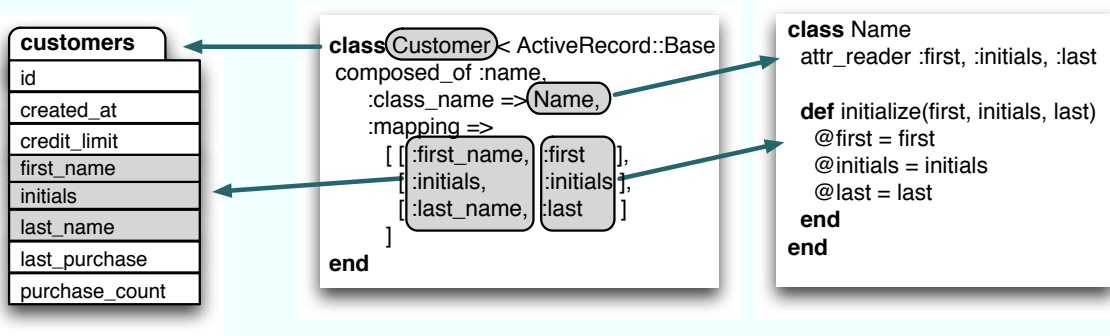 customers
id
created_at
credit_limit
first_name
initials
last_name
last_purchase
purchase_count
class Customer < ActiveRecord::Base
composed_of :name,
:class_name => Name,
:mapping =>
[ [ :first_name, :first ],
[ :initials, :initials ],
[ :last_name, :last ]
]
end
class Name
attr_reader :first, :initials, :last
def initialize(first, initials, last)
@first = first
@initials = initials
@last = last
end
end